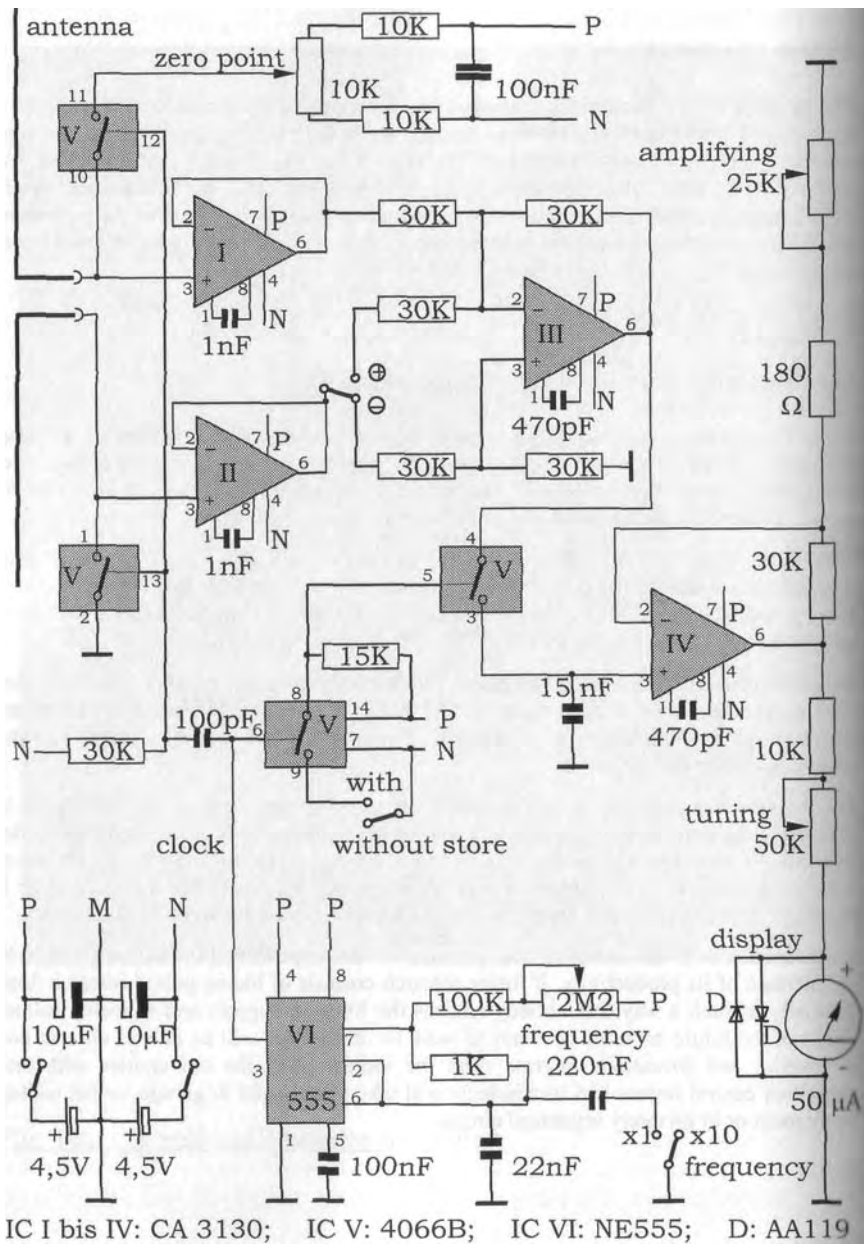 antenna
10K
P
zero point
10K
100nF
11
V
12
10
10K
N
amplifying
25K
2
7
P
I
6
30K
30K
3
1
8
4
N
1nF
30K
2
7
P
III
6
3
1
8
4
N
470pF
⊕
⊖
180
Ω
2
7
P
II
6
30K
30K
3
1
8
4
N
1nF
1
V
13
2
4
5
V
3
30K
2
7
P
IV
6
3
1
8
4
N
470pF
15 nF
15K
8
14
P
100pF
6
V
7
N
9
N
30K
10K
with
without store
tuning
50K
clock
P
M
N
P
P
4
8
display
+
D
D
-
50 µA
10µF
10µF
+
+
4,5V
4,5V
VI
555
7
3
2
6
1
5
100K
2M2
P
frequency
1K
220nF
100nF
22nF
x1
x10
frequency
IC I bis IV: CA 3130; IC V: 4066B; IC VI: NE555; D: AA119